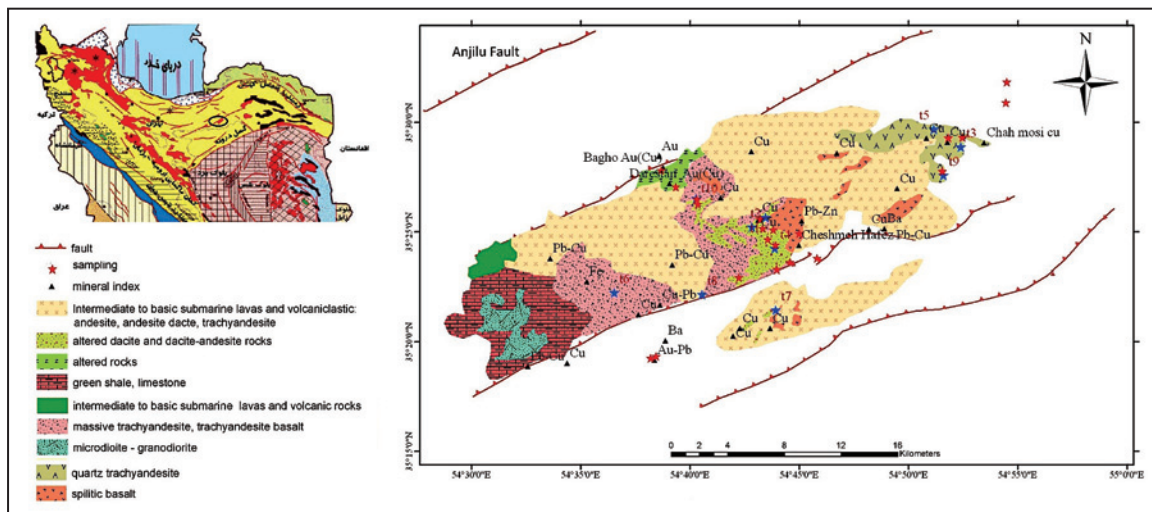 دریای خزر
ترکیه
عراق
افغانستان
fault
sampling
mineral index
Intermediate to basic submarine lavas and volcaniclastic:
andesite, andesite dacte, trachyandesite
altered dacite and dacite-andesite rocks
altered rocks
green shale, limestone
intermediate to basic submarine lavas and volcanic rocks
massive trachyandesite, trachyandesite basalt
microdioite - granodiorite
quartz trachyandesite
spilitic basalt
Anjilu Fault
N
35°30'0"N
35°25'0"N
35°20'0"N
35°15'0"N
t5
Cu
t3
Chah mosi cu
t9
Cu
Cu
Cu
Au
Bagho Au(Cu)
Darestan Au(Cu)
t10
Cu
Cu
Pb-Zn
CuBa
Cheshmeh Hafez Pb-Cu
Pb-Cu
Pb-Cu
Fe
t6
Cu
t7
Cu
Cu
Cu
Ba
Au-Pb
Cu
0 2 4 8 12 16
Kilometers
54°30'0"E
54°35'0"E
54°40'0"E
54°45'0"E
54°50'0"E
54°55'0"E
55°0'0"E